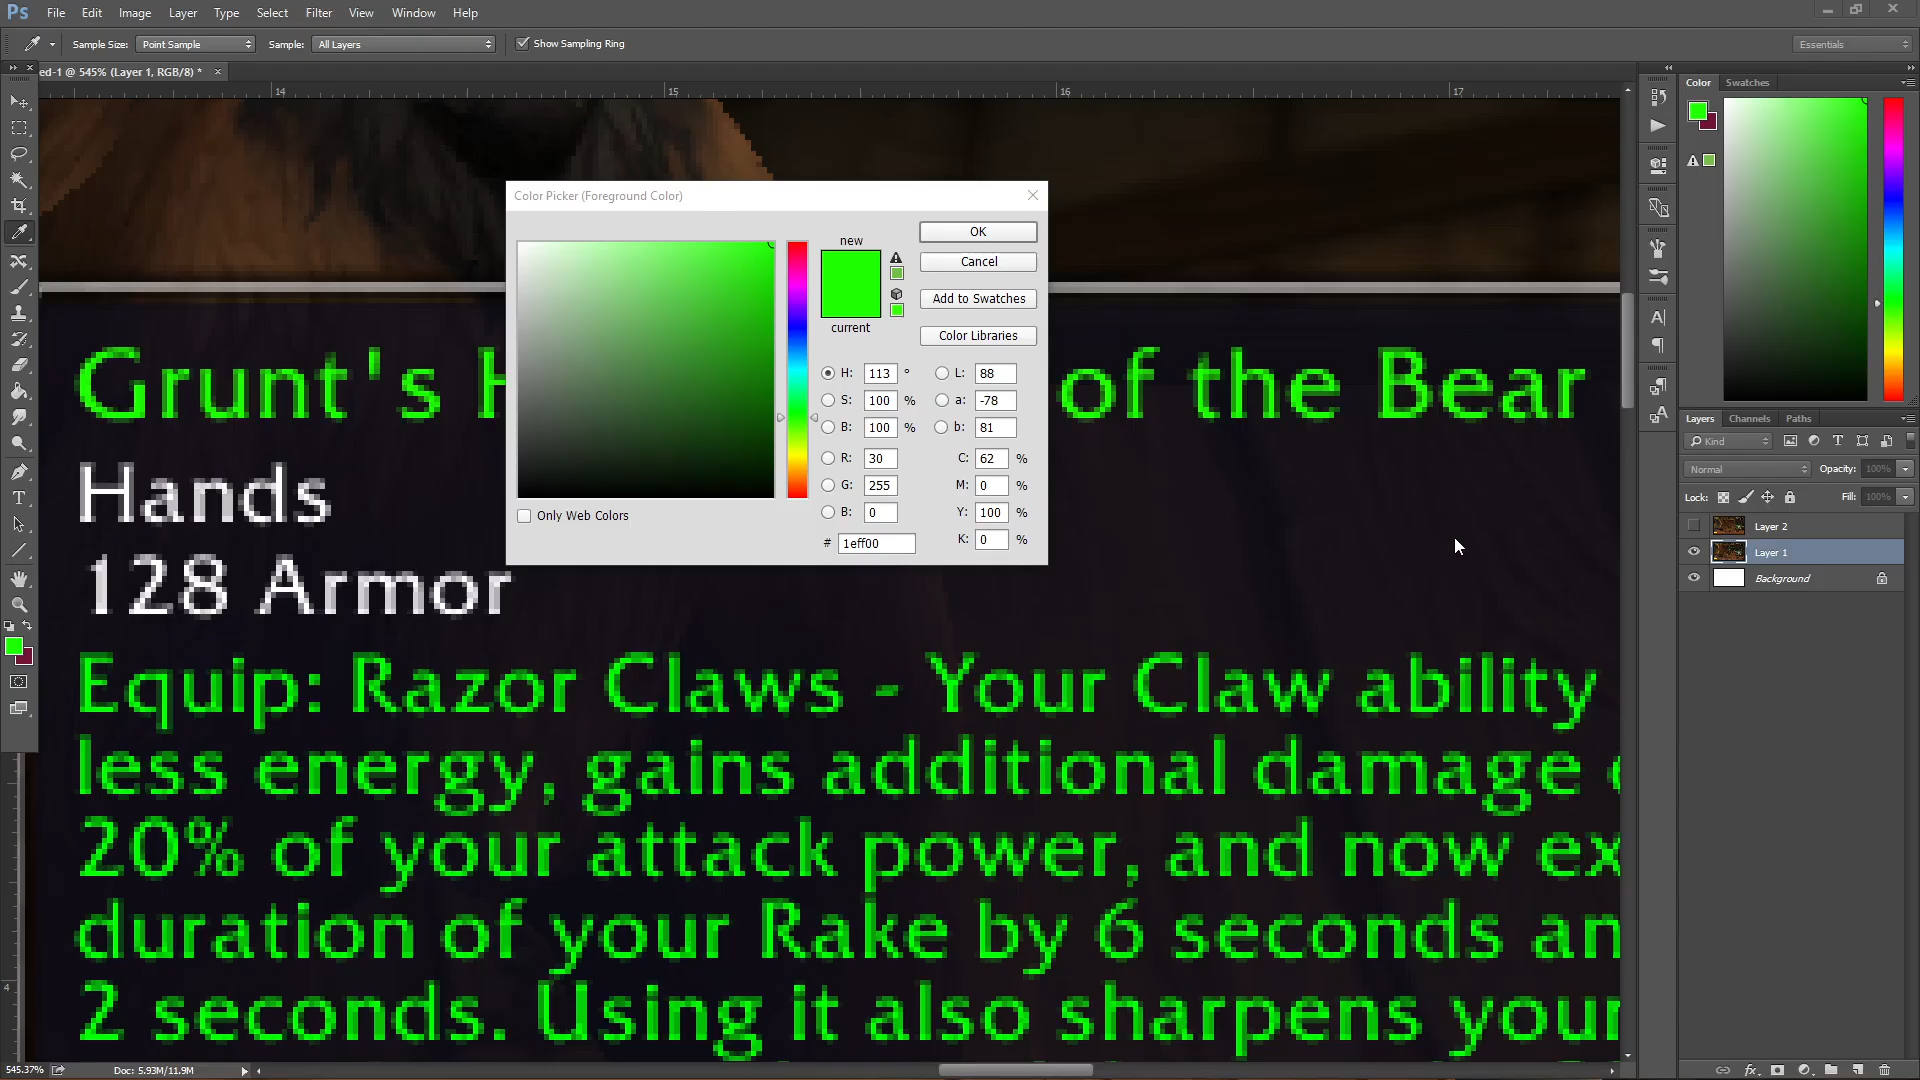 Ps File Edit Image Layer Type Select Filter View Window Help
Sample Size: Point Sample Sample: All Layers Show Sampling Ring Essentials
ed-1 @ 545% (Layer 1, RGB/8) *
14 15 16 17
Color Swatches
Color Picker (Foreground Color)
new
OK
Cancel
Add to Swatches
current
Color Libraries
H: 113 ° L: 88
S: 100 % a: -78
B: 100 % b: 81
R: 30 C: 62 %
G: 255 M: 0 %
B: 0 Y: 100 %
# 1eff00 K: 0 %
Only Web Colors
Grunt's H of the Bear
Hands
128 Armor
Equip: Razor Claws - Your Claw ability
less energy, gains additional damage
20% of your attack power, and now ex
duration of your Rake by 6 seconds an
2 seconds. Using it also sharpens your
4
Layers Channels Paths
Kind
Normal Opacity: 100%
Lock: Fill: 100%
Layer 2
Layer 1
Background
545.37% Doc: 5.93M/11.9M